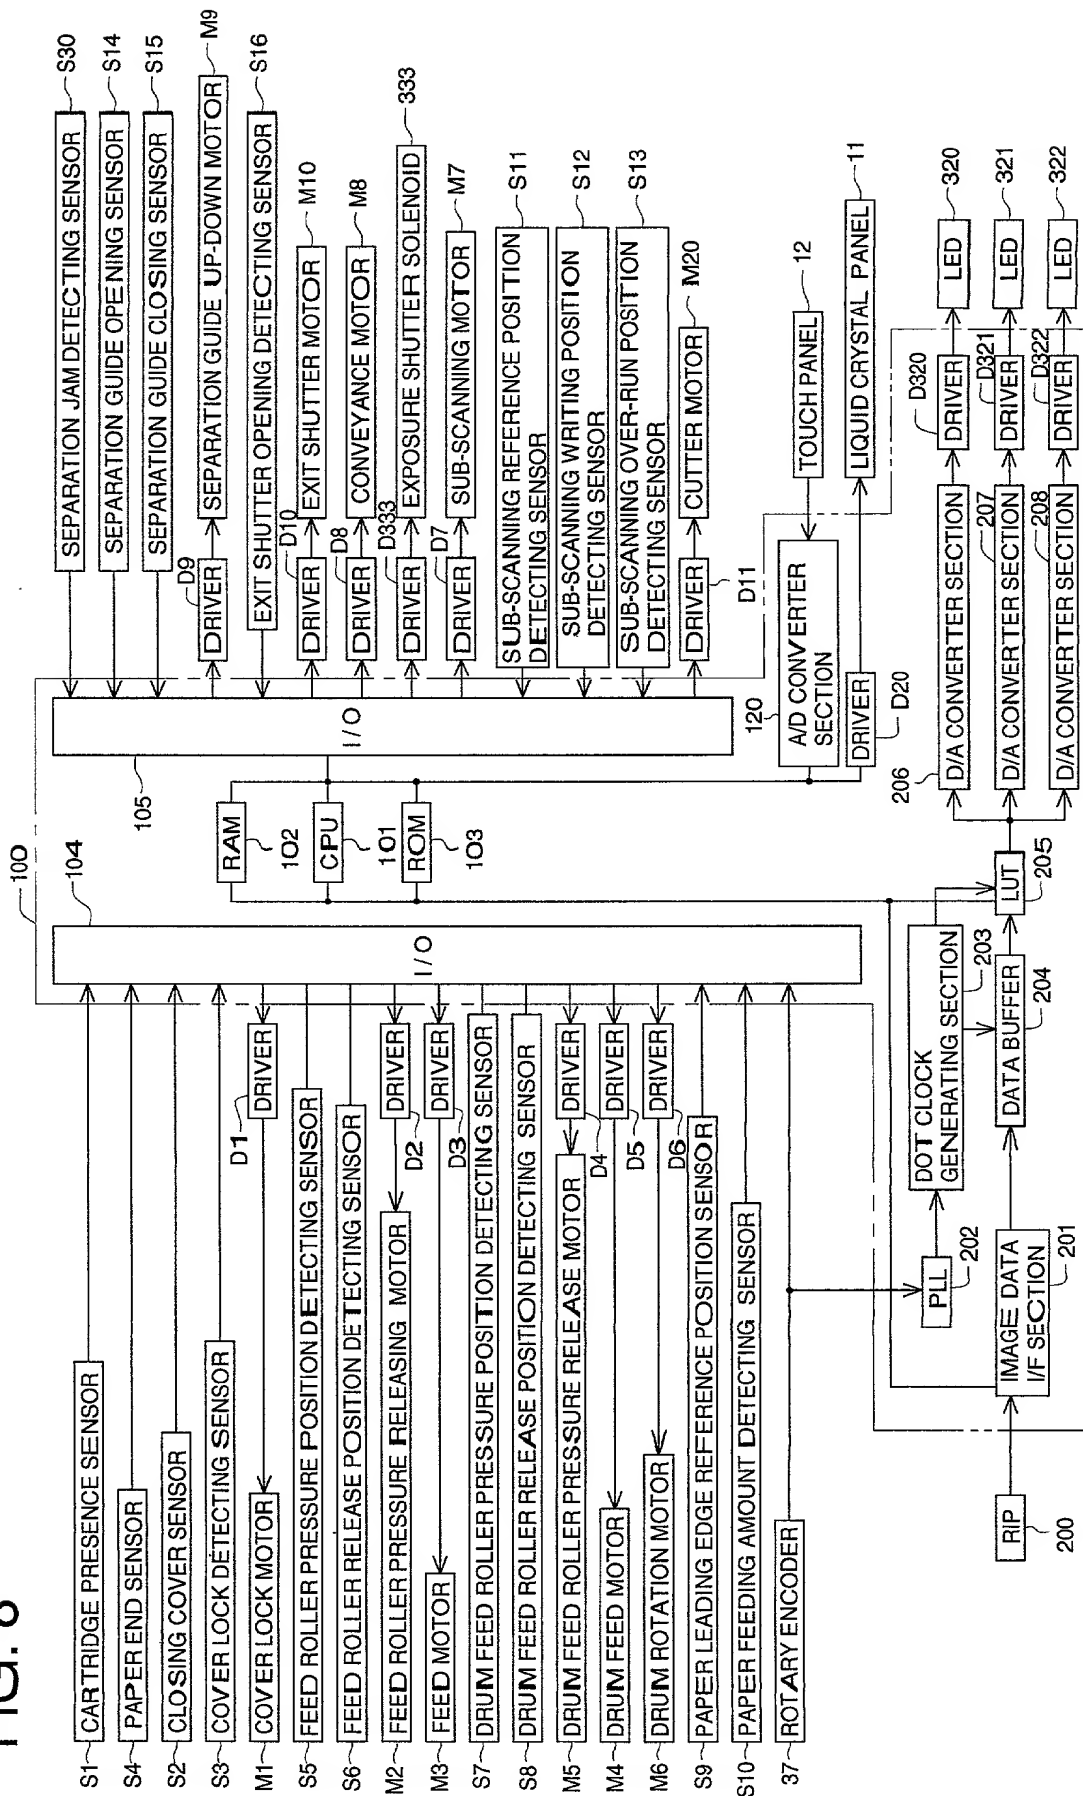 FIG. 8
100
S1
CARTRIDGE PRESENCE SENSOR
S4
PAPER END SENSOR
S2
CLOSING COVER SENSOR
S3
COVER LOCK DETECTING SENSOR
M1
COVER LOCK MOTOR
D1
DRIVER
S5
FEED ROLLER PRESSURE POSITION DETECTING SENSOR
S6
FEED ROLLER RELEASE POSITION DETECTING SENSOR
M2
FEED ROLLER PRESSURE RELEASING MOTOR
DRIVER
D2
M3
FEED MOTOR
DRIVER
D3
S7
DRUM FEED ROLLER PRESSURE POSITION DETECTING SENSOR
S8
DRUM FEED ROLLER RELEASE POSITION DETECTING SENSOR
M5
DRUM FEED ROLLER PRESSURE RELEASE MOTOR
DRIVER
D4
M4
DRUM FEED MOTOR
DRIVER
D5
M6
DRUM ROTATION MOTOR
DRIVER
D6
S9
PAPER LEADING EDGE REFERENCE POSITION SENSOR
S10
PAPER FEEDING AMOUNT DETECTING SENSOR
37
ROTARY ENCODER
104
I/O
RAM
102
CPU
101
ROM
103
105
I/O
SEPARATION JAM DETECTING SENSOR
S30
SEPARATION GUIDE OPENING SENSOR
S14
SEPARATION GUIDE CLOSING SENSOR
S15
D9
DRIVER
SEPARATION GUIDE UP-DOWN MOTOR
M9
EXIT SHUTTER OPENING DETECTING SENSOR
S16
D10
DRIVER
EXIT SHUTTER MOTOR
M10
D8
DRIVER
CONVEYANCE MOTOR
M8
D333
DRIVER
EXPOSURE SHUTTER SOLENOID
333
D7
DRIVER
SUB-SCANNING MOTOR
M7
SUB-SCANNING REFERENCE POSITION
DETECTING SENSOR
S11
SUB-SCANNING WRITING POSITION
DETECTING SENSOR
S12
SUB-SCANNING OVER-RUN POSITION
DETECTING SENSOR
S13
DRIVER
D11
CUTTER MOTOR
M20
120
A/D CONVERTER
SECTION
TOUCH PANEL
12
DRIVER
D20
LIQUID CRYSTAL PANEL
11
RIP
200
IMAGE DATA
I/F SECTION
201
PLL
202
DOT CLOCK
GENERATING SECTION
203
DATA BUFFER
204
LUT
205
206
D/A CONVERTER SECTION
D320
DRIVER
LED
320
207
D/A CONVERTER SECTION
D321
DRIVER
LED
321
208
D/A CONVERTER SECTION
D322
DRIVER
LED
322